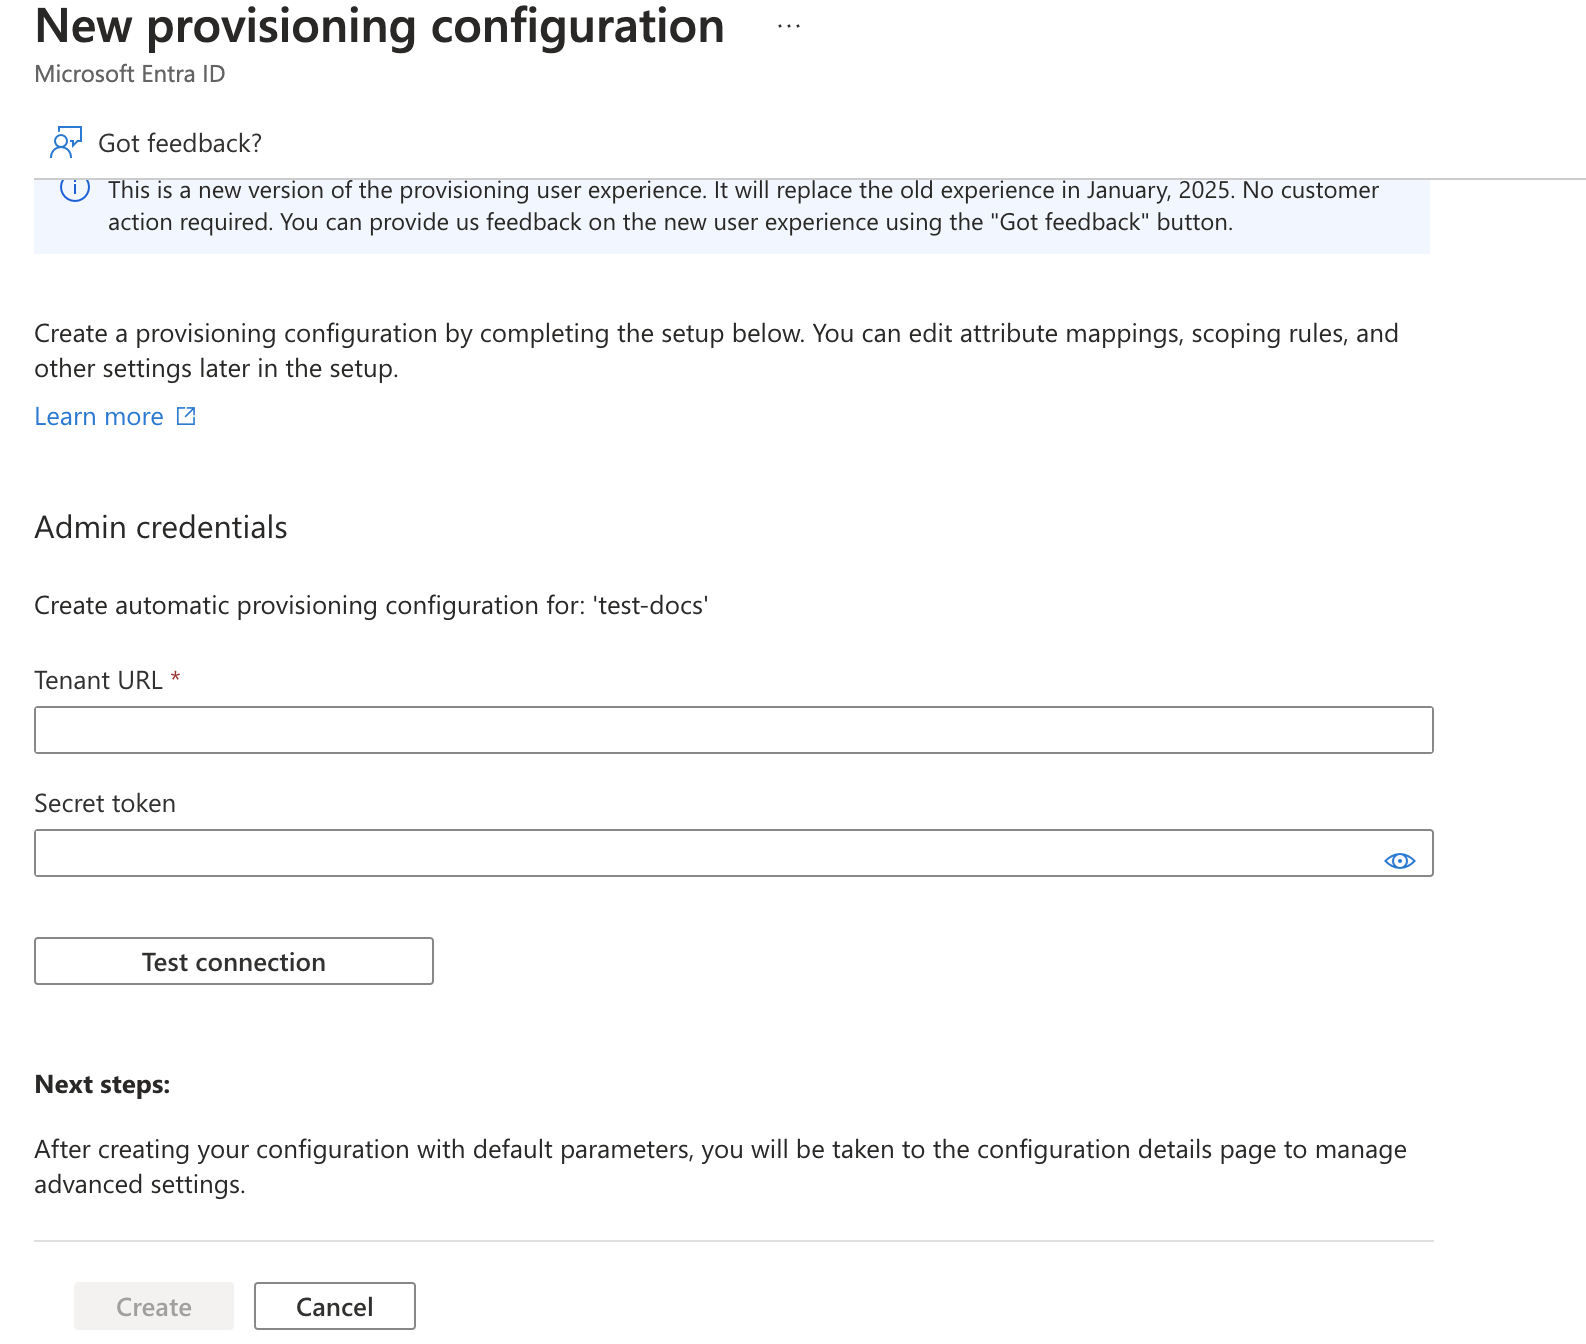 New provisioning configuration ...
Microsoft Entra ID
Got feedback?
This is a new version of the provisioning user experience. It will replace the old experience in January, 2025. No customer
action required. You can provide us feedback on the new user experience using the "Got feedback" button.
Create a provisioning configuration by completing the setup below. You can edit attribute mappings, scoping rules, and
other settings later in the setup.
Learn more
Admin credentials
Create automatic provisioning configuration for: 'test-docs'
Tenant URL *
Secret token
Test connection
Next steps:
After creating your configuration with default parameters, you will be taken to the configuration details page to manage
advanced settings.
Create
Cancel